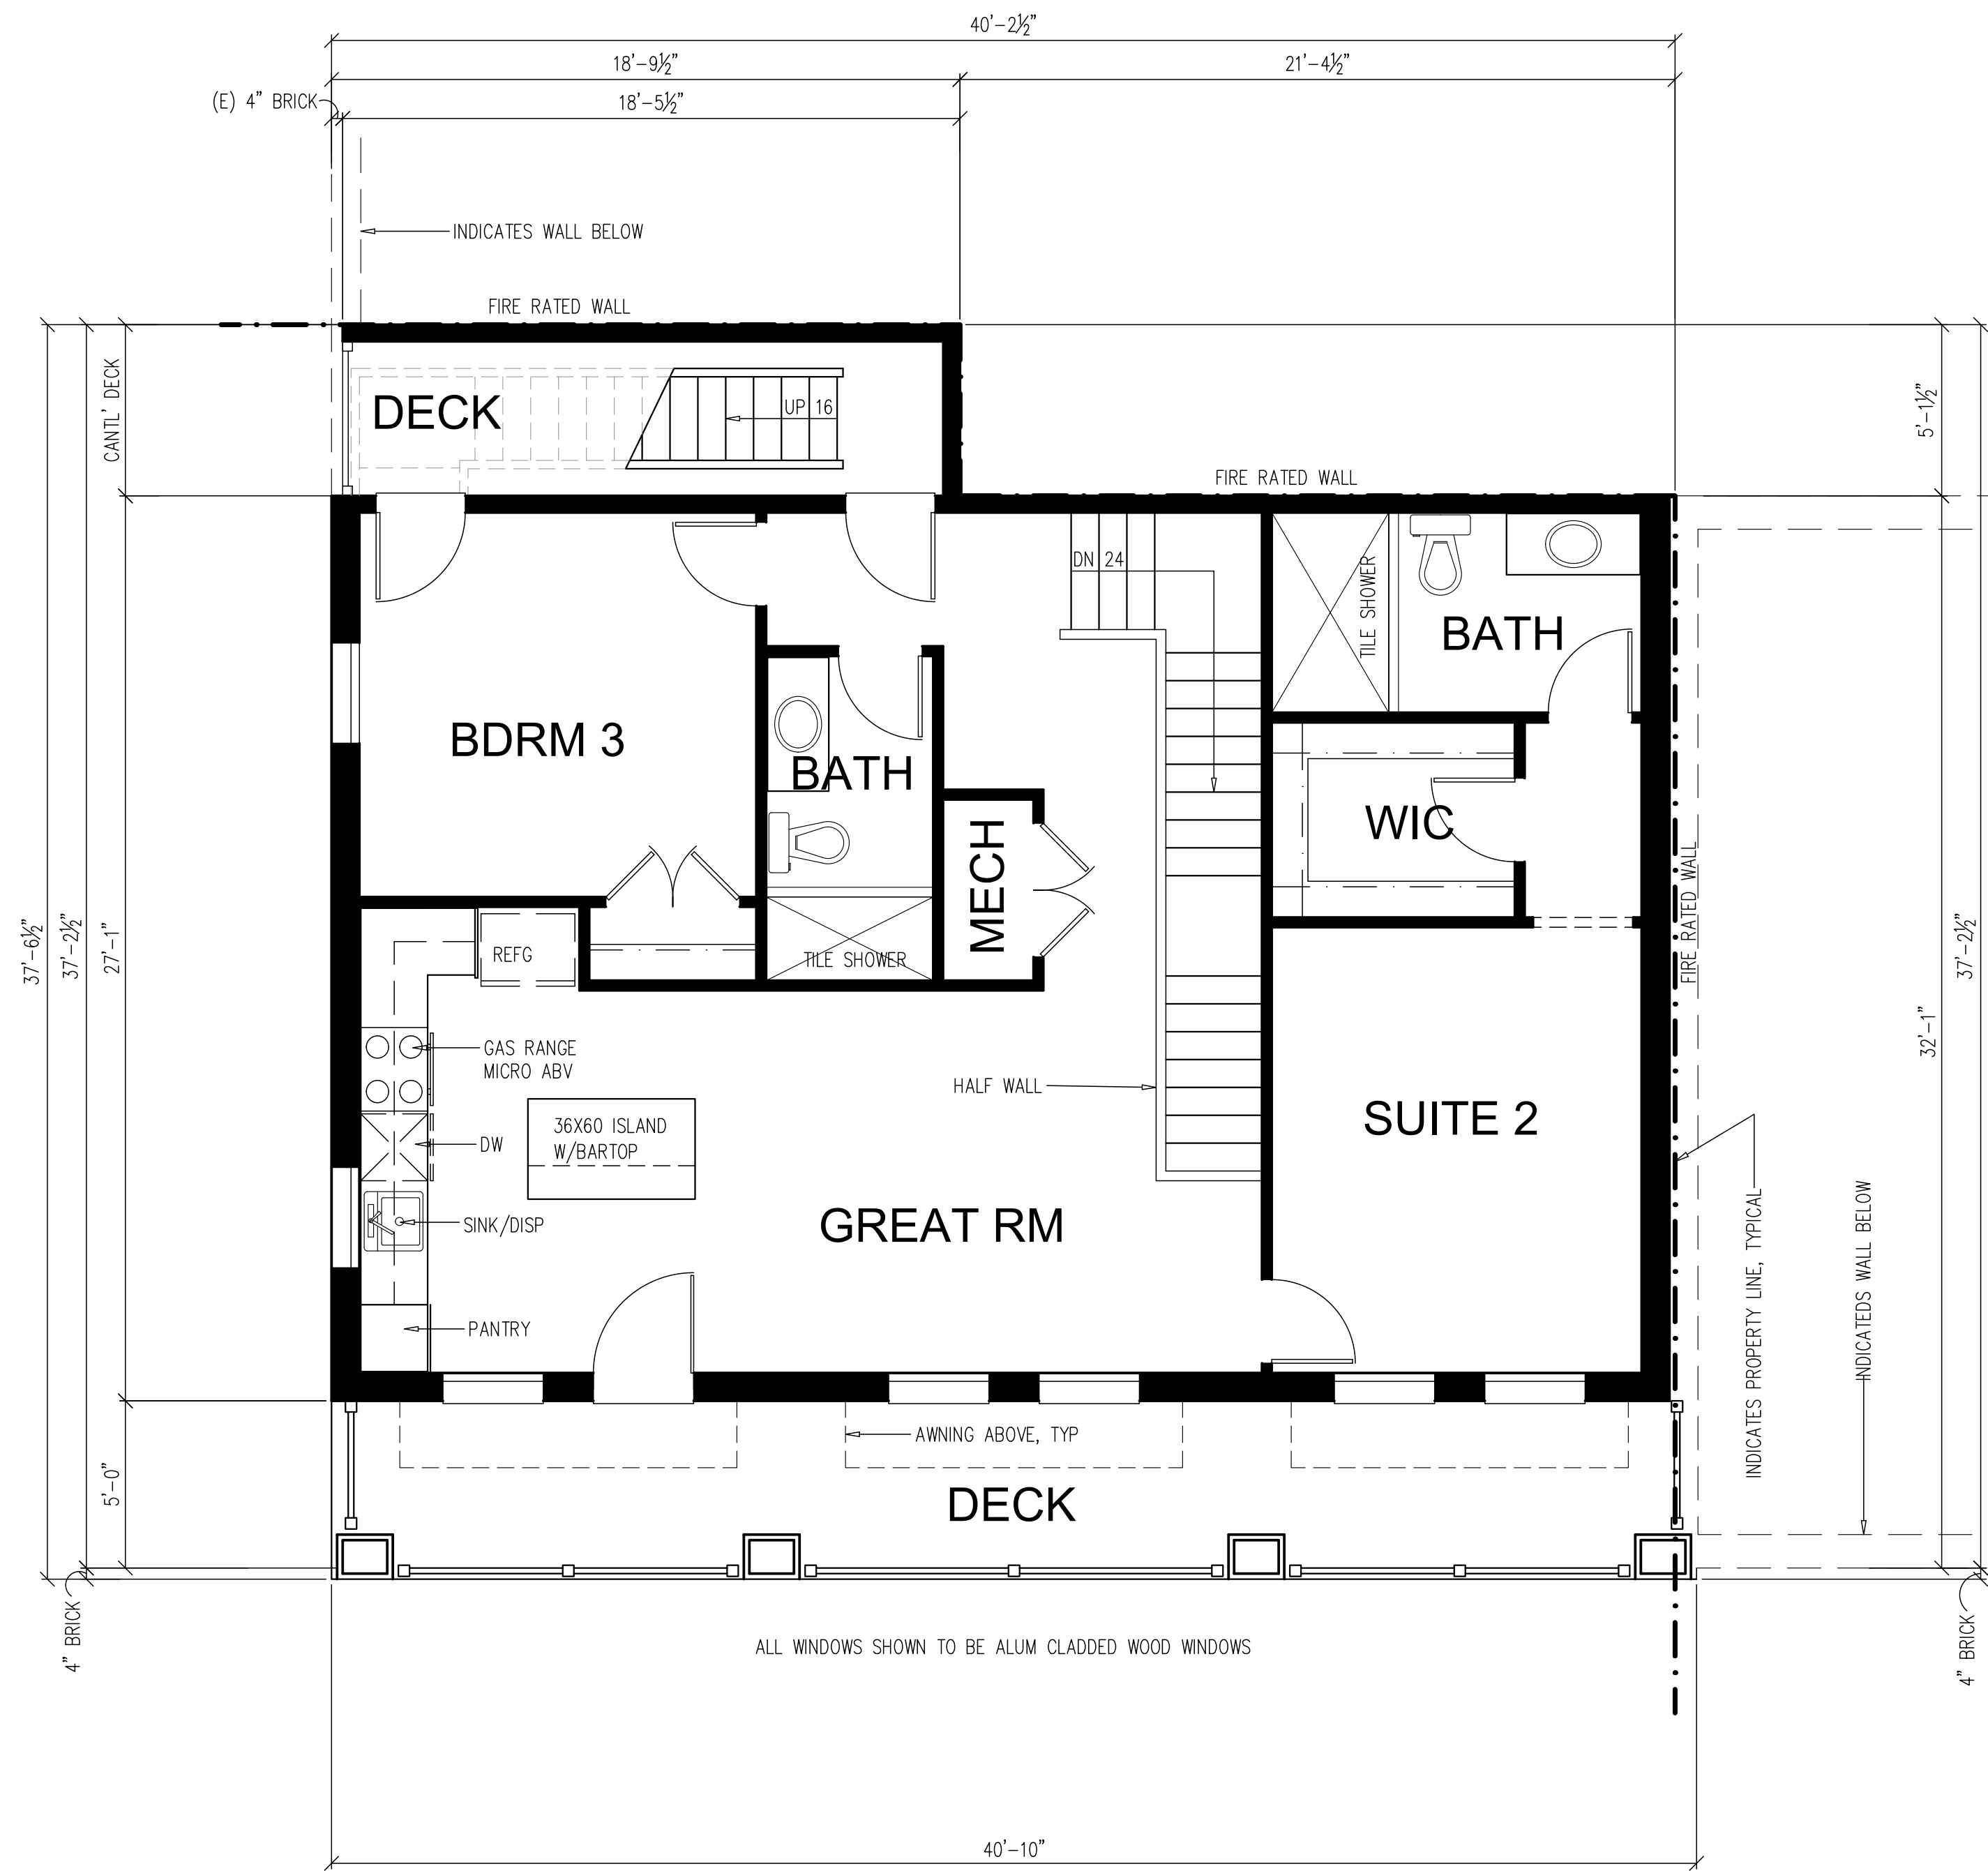 40'-2½"
18'-9½"
21'-4½"
(E) 4" BRICK
18'-5½"
INDICATES WALL BELOW
FIRE RATED WALL
CANTL' DECK
DECK
UP 16
5'-1½"
FIRE RATED WALL
DN 24
TILE SHOWER
BATH
BDRM 3
BATH
WIC
MECH
FIRE RATED WALL
37'-6½"
37'-2½"
27'-1"
REFG
TILE SHOWER
37'-2½"
32'-1"
GAS RANGE
MICRO ABV
HALF WALL
36X60 ISLAND
W/BARTOP
SUITE 2
DW
SINK/DISP
GREAT RM
PANTRY
INDICATES PROPERTY LINE, TYPICAL
INDICATEDS WALL BELOW
AWNING ABOVE, TYP
5'-0"
DECK
4" BRICK
ALL WINDOWS SHOWN TO BE ALUM CLADDED WOOD WINDOWS
4" BRICK
40'-10"